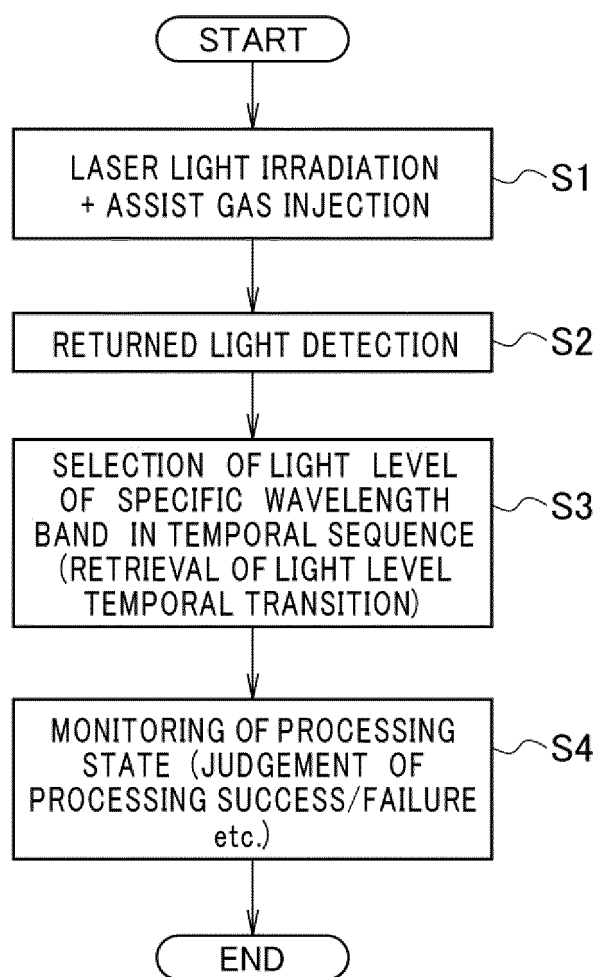 START
LASER LIGHT IRRADIATION
+ ASSIST GAS INJECTION
S1
RETURNED LIGHT DETECTION
S2
SELECTION OF LIGHT LEVEL
OF SPECIFIC WAVELENGTH
BAND IN TEMPORAL SEQUENCE
(RETRIEVAL OF LIGHT LEVEL
TEMPORAL TRANSITION)
S3
MONITORING OF PROCESSING
STATE (JUDGEMENT OF
PROCESSING SUCCESS/FAILURE
etc.)
S4
END